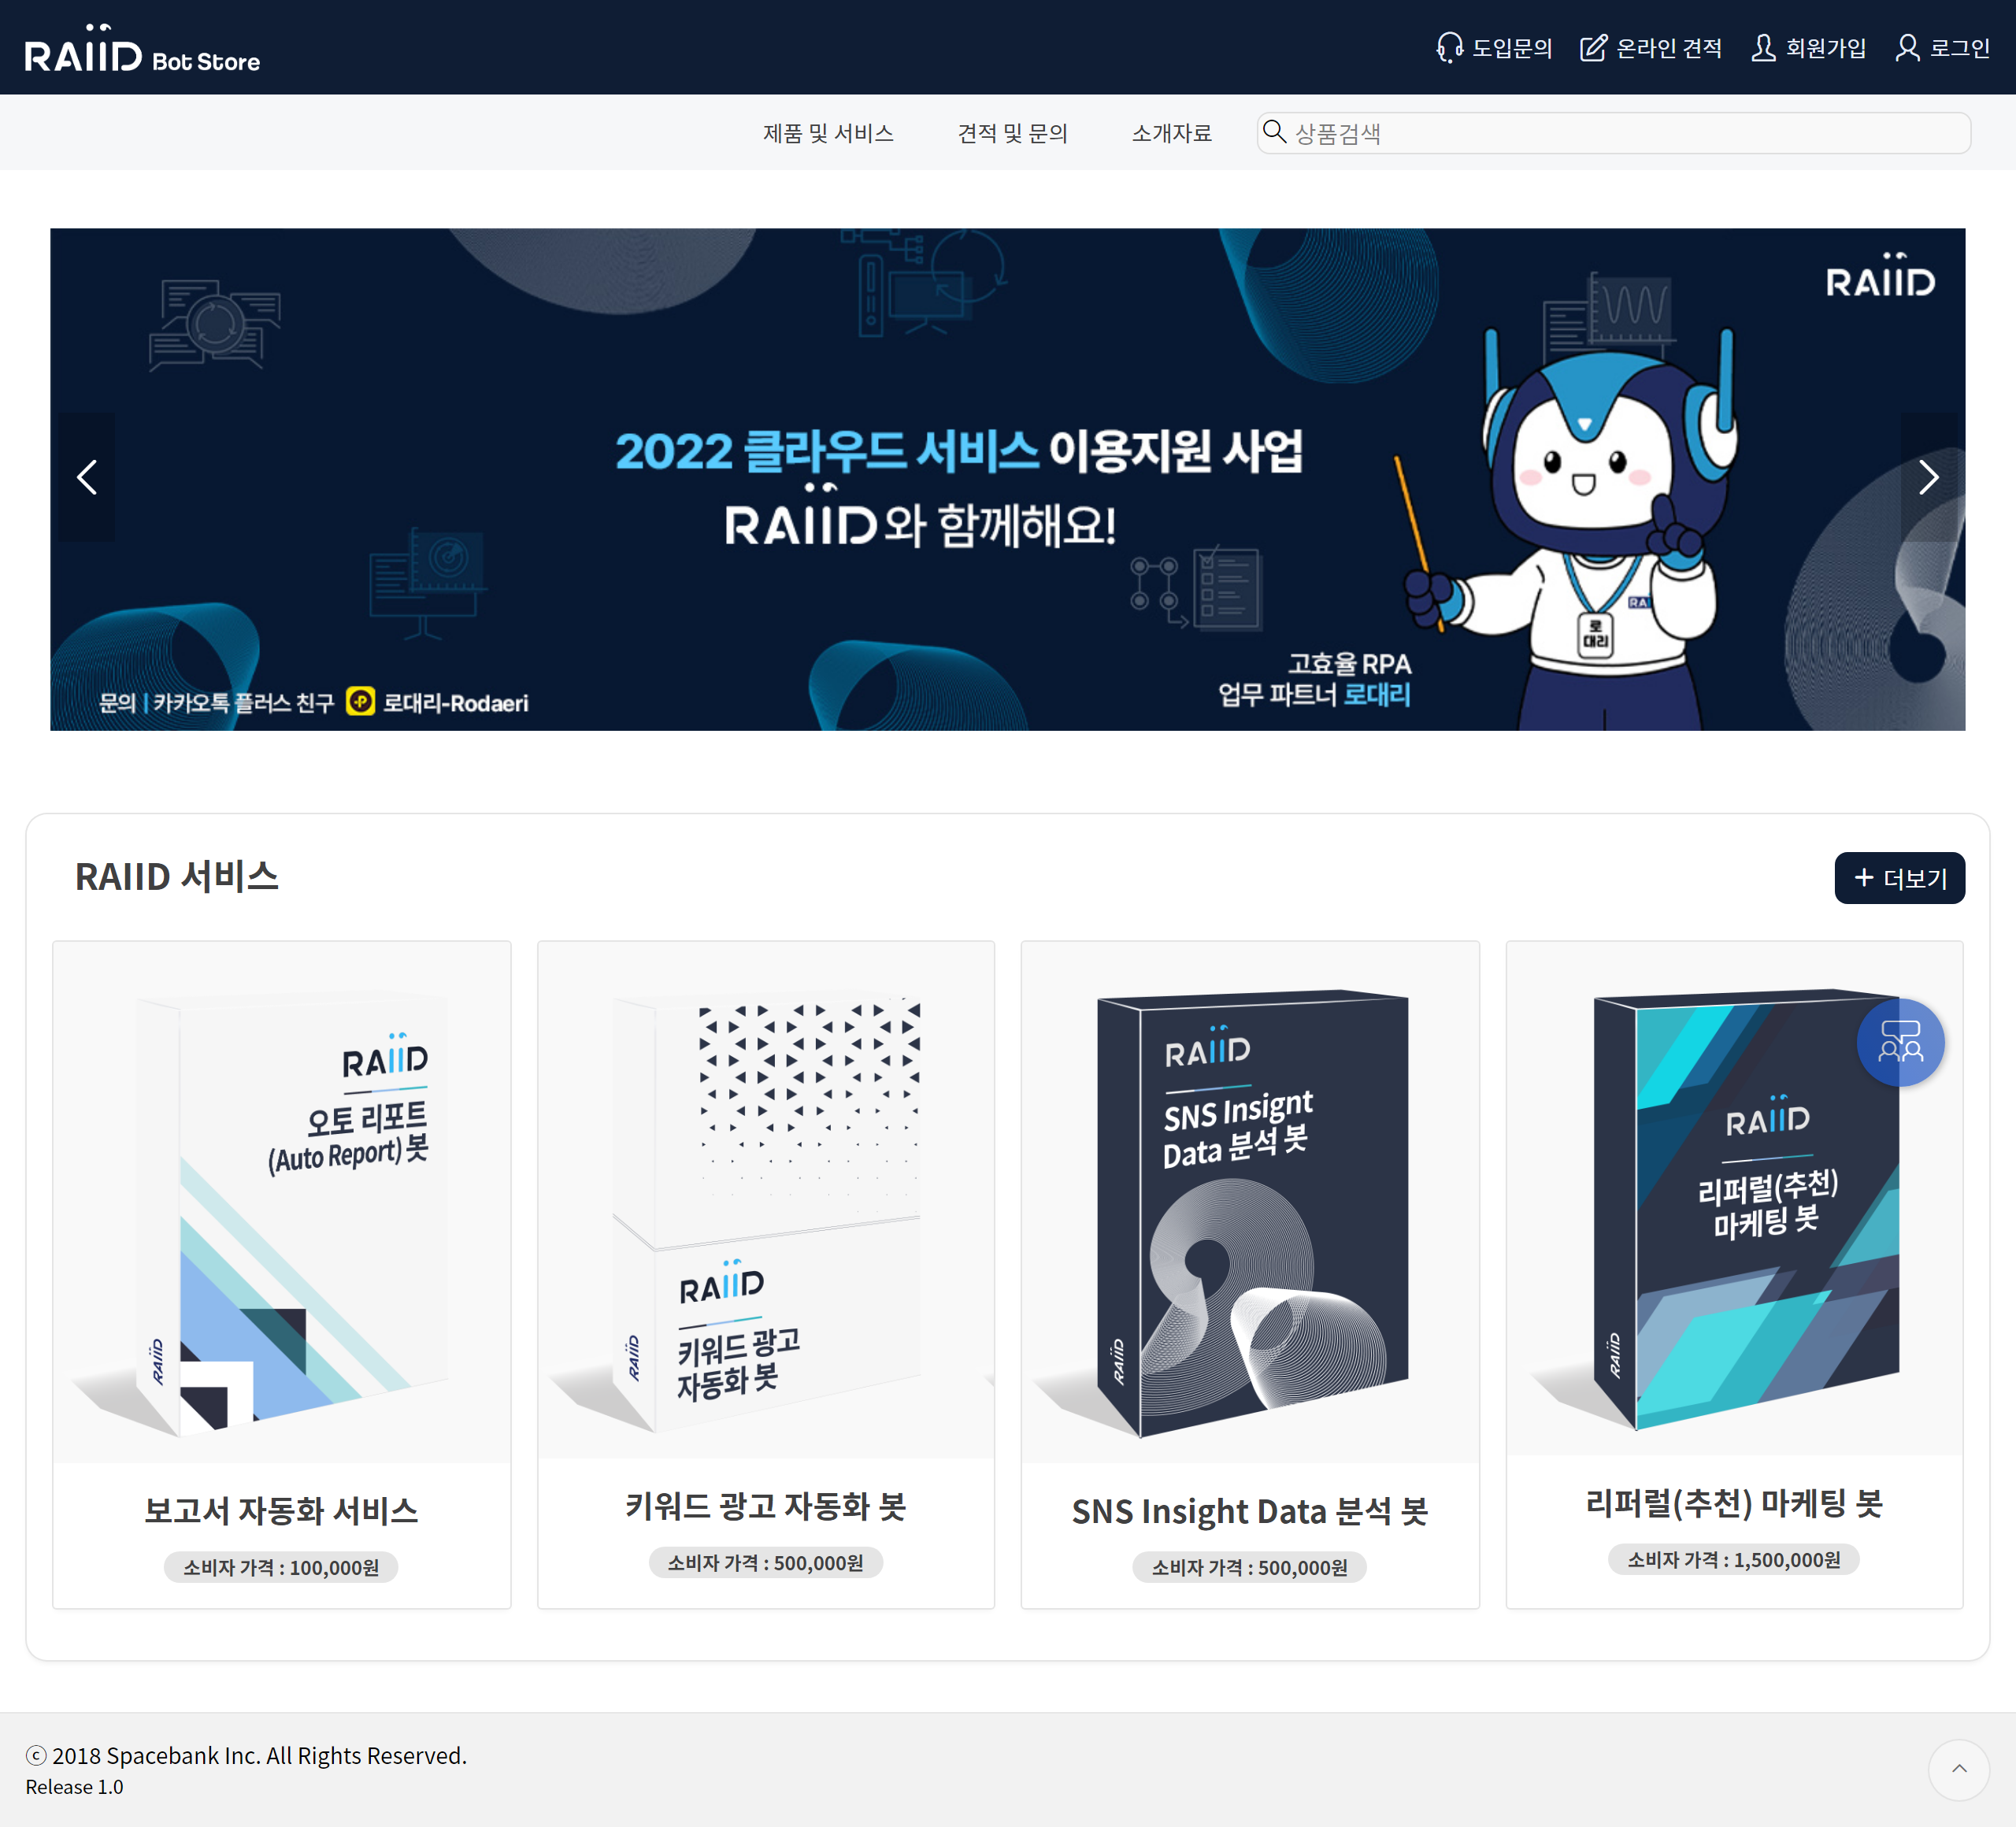 RAIID Bot Store
도입문의 온라인 견적 회원가입 로그인
제품 및 서비스 견적 및 문의 소개자료 상품검색
RAIID
2022 클라우드 서비스 이용지원 사업
RAIID와 함께해요!
RAI
로
대리
고효율 RPA
업무 파트너 로대리
문의 | 카카오톡 플러스 친구 P 로대리-Rodaeri
RAIID 서비스
+ 더보기
RAIID
오토 리포트
(Auto Report) 봇
RAIID
보고서 자동화 서비스
소비자 가격 : 100,000원
RAIID
키워드 광고
자동화 봇
RAIID
키워드 광고 자동화 봇
소비자 가격 : 500,000원
RAIID
SNS Insignt
Data 분석 봇
RAIID
SNS Insight Data 분석 봇
소비자 가격 : 500,000원
RAIID
리퍼럴(추천)
마케팅 봇
RAIID
리퍼럴(추천) 마케팅 봇
소비자 가격 : 1,500,000원
ⓒ 2018 Spacebank Inc. All Rights Reserved.
Release 1.0